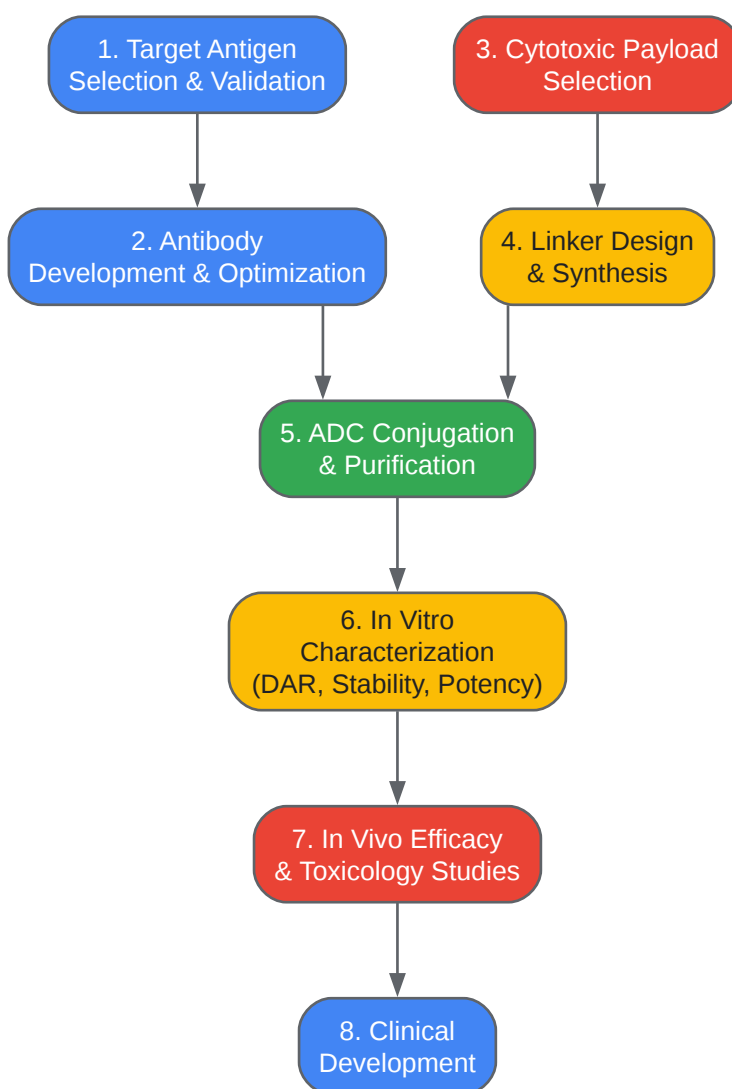 1. Target Antigen
Selection & Validation
3. Cytotoxic Payload
Selection
2. Antibody
Development & Optimization
4. Linker Design
& Synthesis
5. ADC Conjugation
& Purification
6. In Vitro
Characterization
(DAR, Stability, Potency)
7. In Vivo Efficacy
& Toxicology Studies
8. Clinical
Development